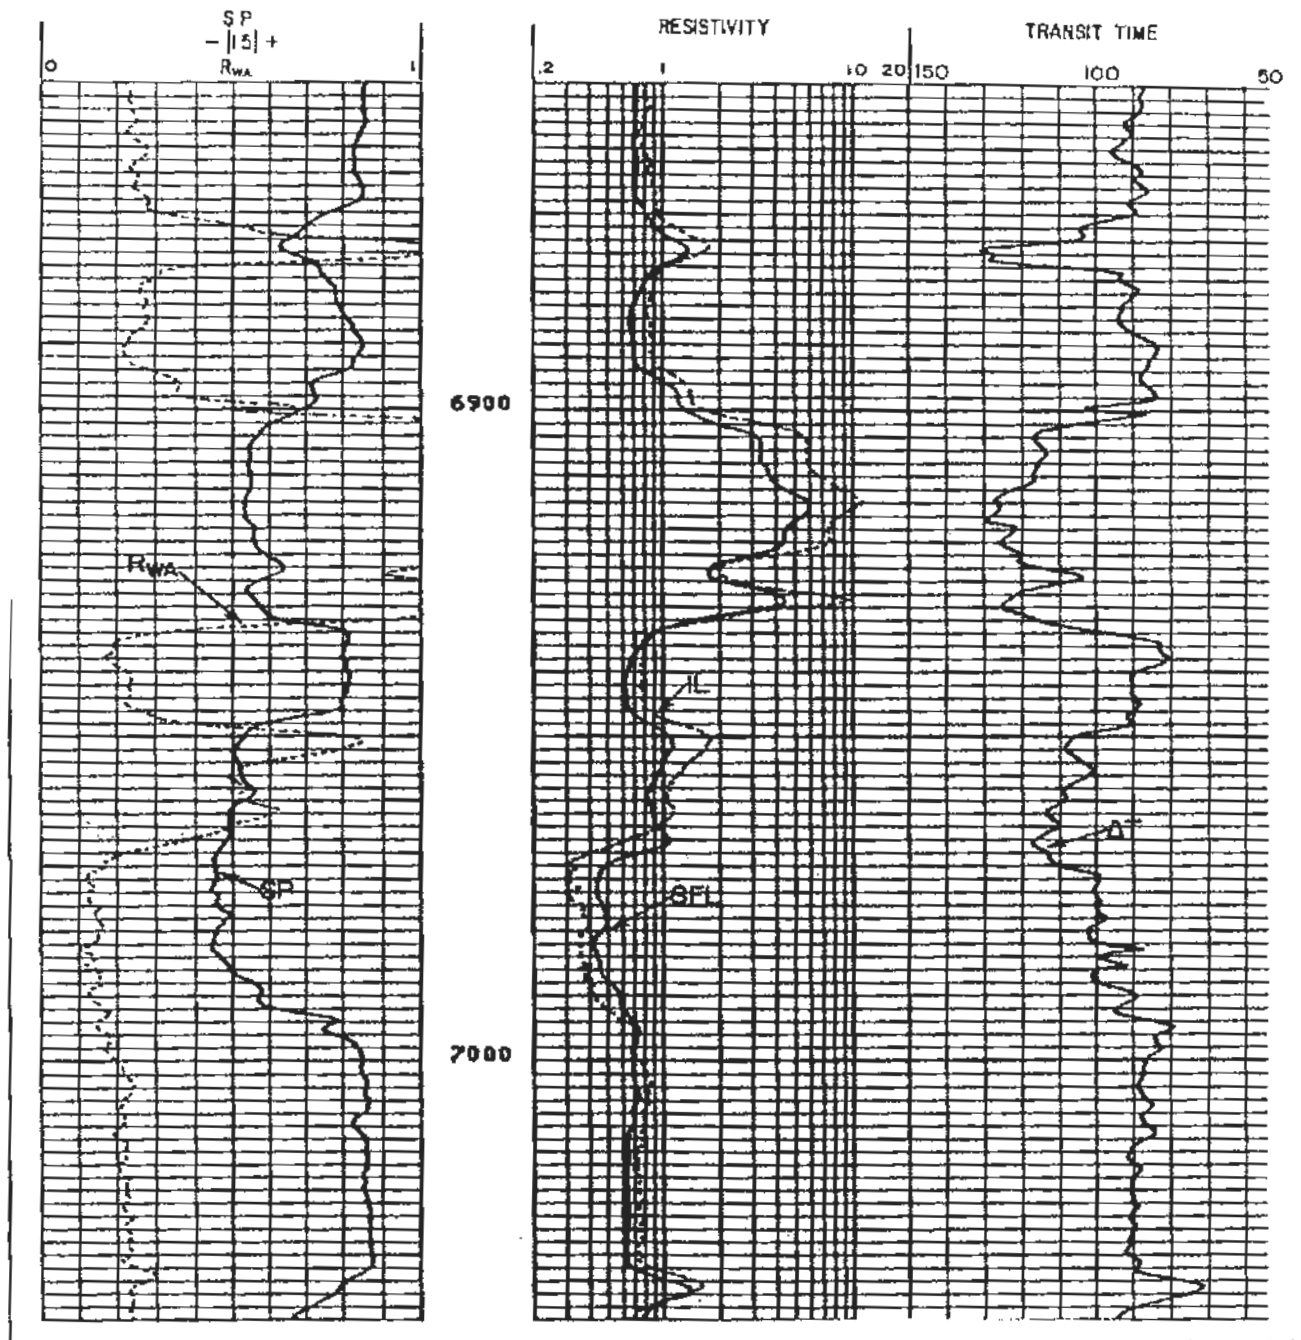 SP RESISTIVITY TRANSIT TIME
- |15| +
0 RWA 1 .2 1 10 20 150 100 50
6900
RWA
IL
ΔT
SP
SFL
7000